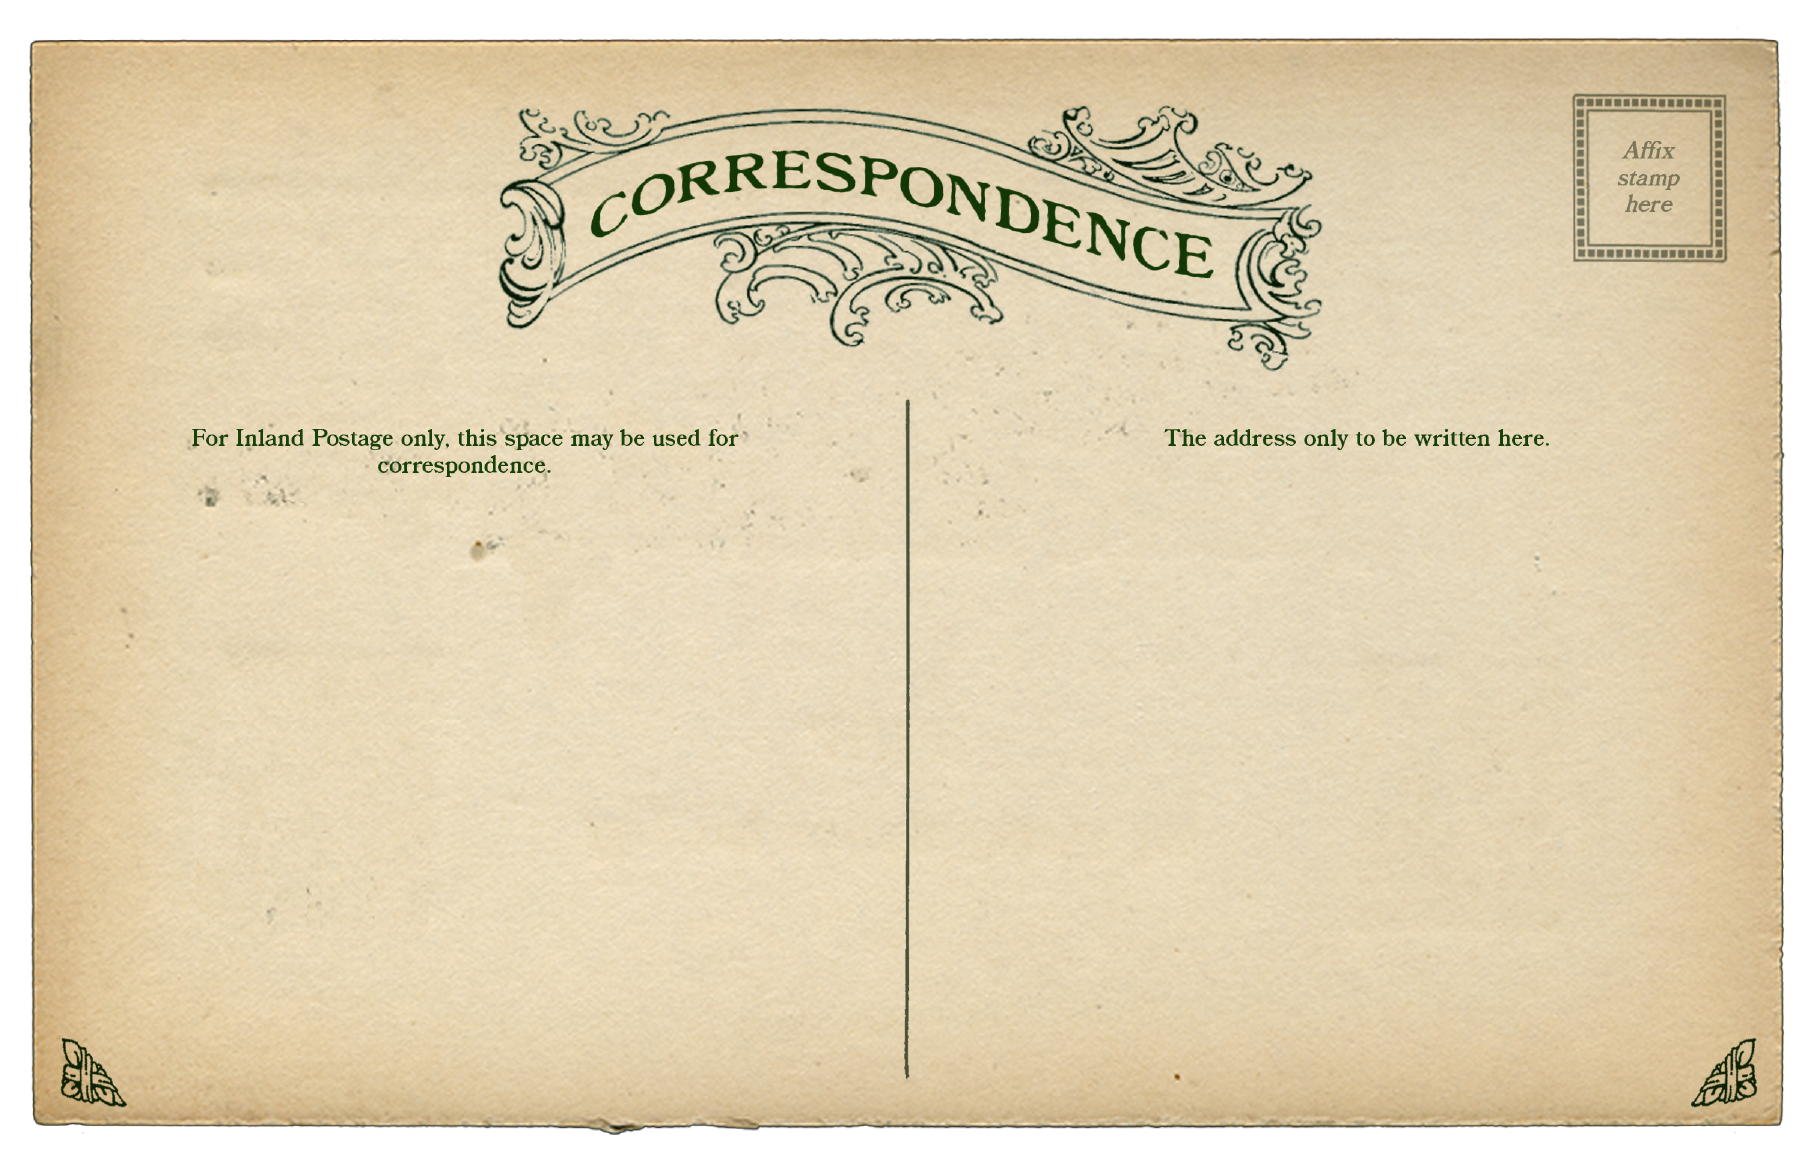 CORRESPONDENCE
Affix
stamp
here
For Inland Postage only, this space may be used for
correspondence.
The address only to be written here.